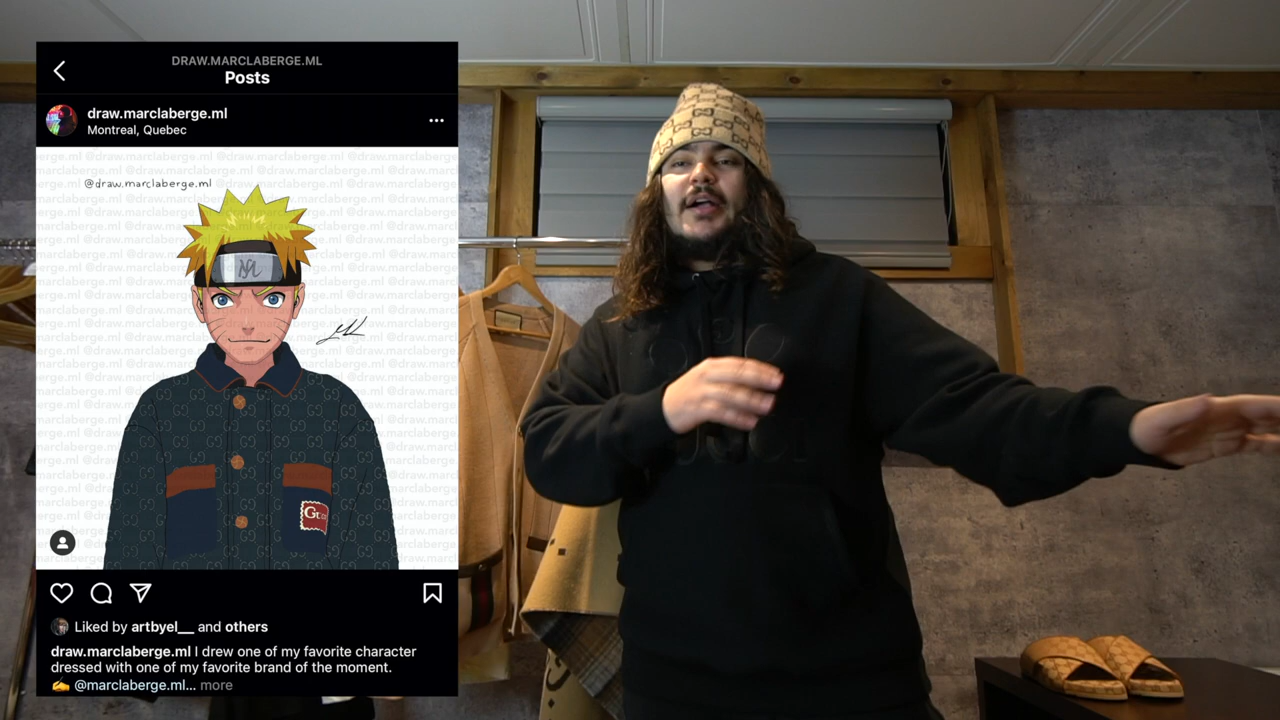 DRAW.MARCLABERGE.ML
Posts
draw.marclaberge.ml
Montreal, Quebec
@draw.marclaberge.ml
Liked by artbyel__ and others
draw.marclaberge.ml I drew one of my favorite character
dressed with one of my favorite brand of the moment.
✍️ @marclaberge.ml... more